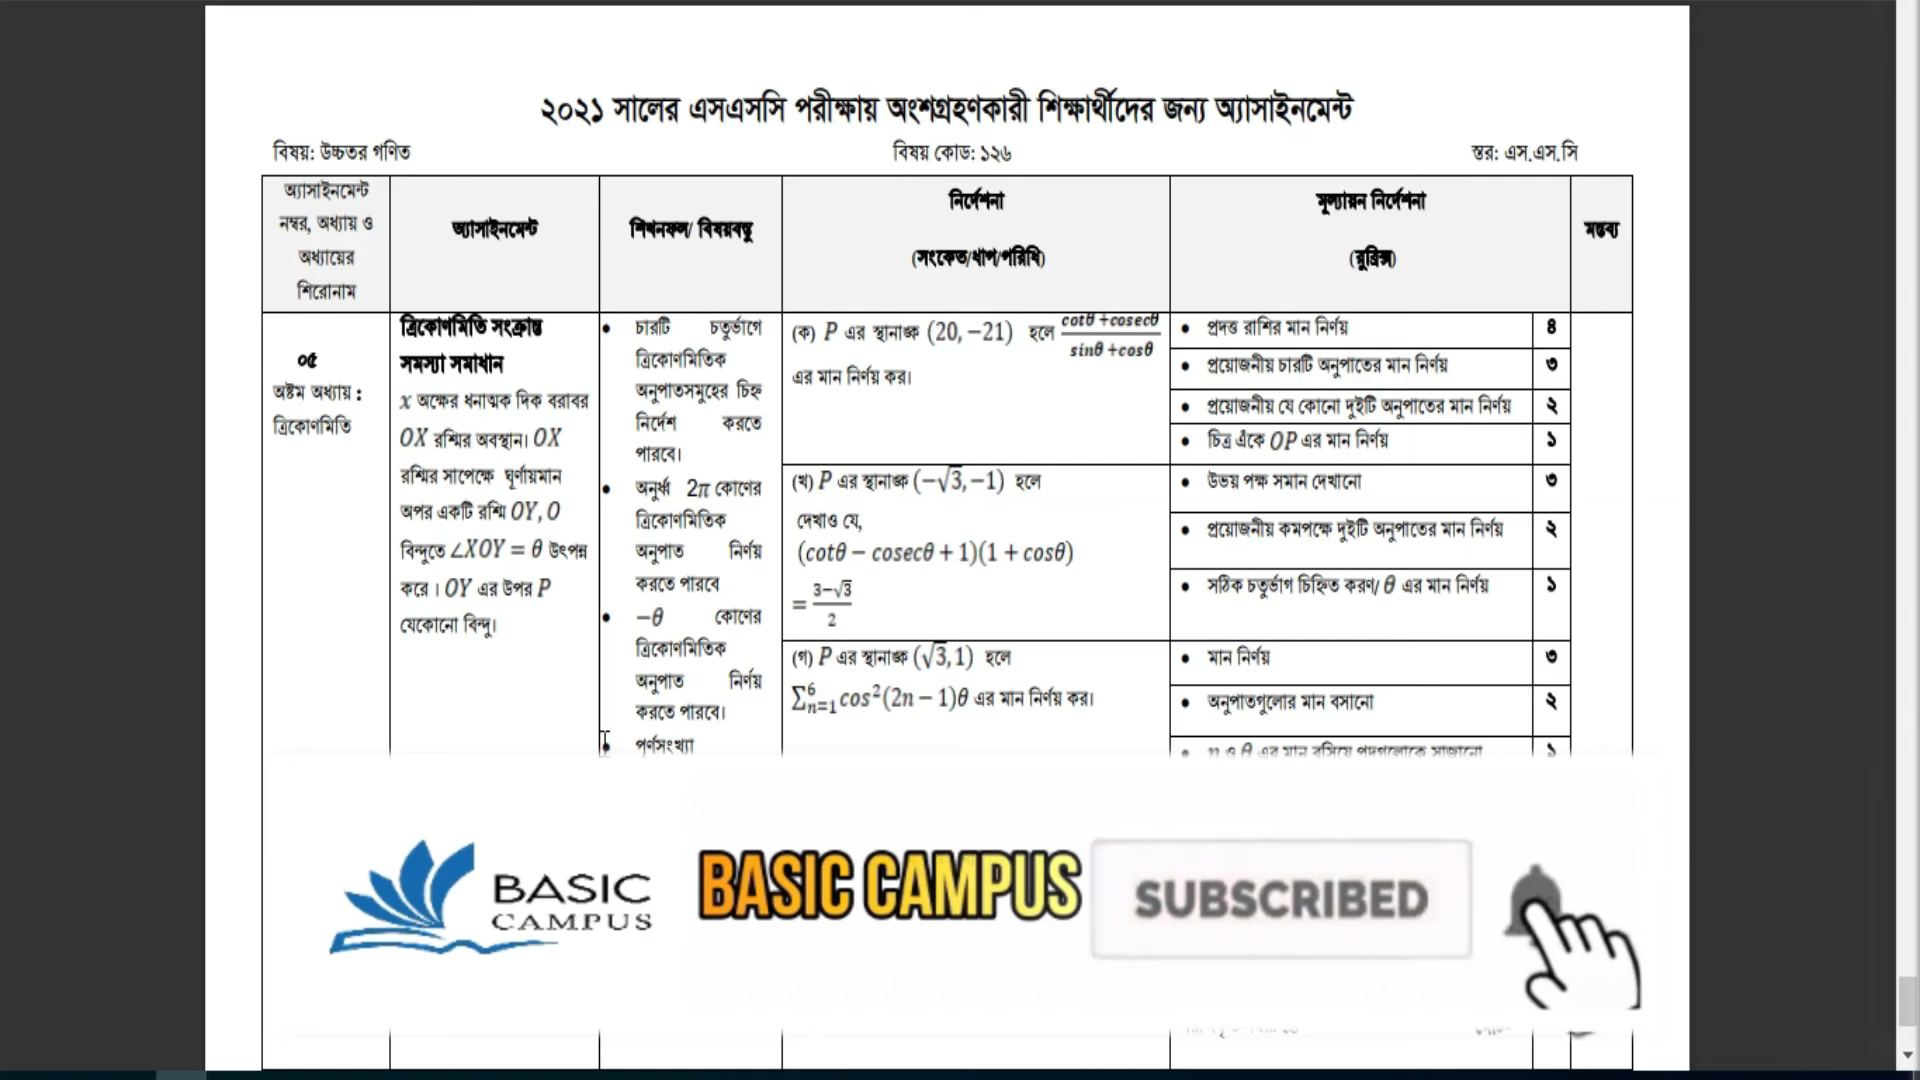 ২০২১ সালের এসএসসি পরীক্ষায় অংশগ্রহণকারী শিক্ষার্থীদের জন্য অ্যাসাইনমেন্ট
বিষয়: উচ্চতর গণিত
বিষয় কোড: ১২৬
স্তর: এস.এস.সি
অ্যাসাইনমেন্ট
নম্বর, অধ্যায় ও
অধ্যায়ের
শিরোনাম
অ্যাসাইনমেন্ট
শিখনফল/ বিষয়বস্তু
নির্দেশনা
(সংকেত/ধাপ/পরিধি)
মূল্যায়ন নির্দেশনা
(রুব্রিক্স)
মন্তব্য
০৫
অষ্টম অধ্যায় :
ত্রিকোণমিতি
ত্রিকোণমিতি সংক্রান্ত
সমস্যা সমাধান
x অক্ষের ধনাত্মক দিক বরাবর
OX রশ্মির অবস্থান। OX
রশ্মির সাপেক্ষে ঘূর্ণায়মান
অপর একটি রশ্মি OY, O
বিন্দুতে ∠XOY = θ উৎপন্ন
করে। OY এর উপর P
যেকোনো বিন্দু।
• চারটি চতুর্ভাগে
ত্রিকোণমিতিক
অনুপাতসমুহের চিহ্ন
নির্দেশ করতে
পারবে।
• অনুর্ধ্ব 2π কোণের
ত্রিকোণমিতিক
অনুপাত নির্ণয়
করতে পারবে
• −θ কোণের
ত্রিকোণমিতিক
অনুপাত নির্ণয়
করতে পারবে।
• পূর্ণসংখ্যা
(ক) P এর স্থানাঙ্ক (20, −21) হলে (cotθ +cosecθ)/(sinθ +cosθ)
এর মান নির্ণয় কর।
(খ) P এর স্থানাঙ্ক (−√3, −1) হলে
দেখাও যে,
(cotθ − cosecθ + 1)(1 + cosθ)
= (3−√3)/2
(গ) P এর স্থানাঙ্ক (√3, 1) হলে
∑⁶ₙ₌₁ cos²(2n − 1)θ এর মান নির্ণয় কর।
• প্রদত্ত রাশির মান নির্ণয় ৪
• প্রয়োজনীয় চারটি অনুপাতের মান নির্ণয় ৩
• প্রয়োজনীয় যে কোনো দুইটি অনুপাতের মান নির্ণয় ২
• চিত্র এঁকে OP এর মান নির্ণয় ১
• উভয় পক্ষ সমান দেখানো ৩
• প্রয়োজনীয় কমপক্ষে দুইটি অনুপাতের মান নির্ণয় ২
• সঠিক চতুর্ভাগ চিহ্নিত করণ/ θ এর মান নির্ণয় ১
• মান নির্ণয় ৩
• অনুপাতগুলোর মান বসানো ২
• n ও θ এর মান বসিয়ে পদগুলোকে সাজানো ১
BASIC
CAMPUS
BASIC CAMPUS
SUBSCRIBED